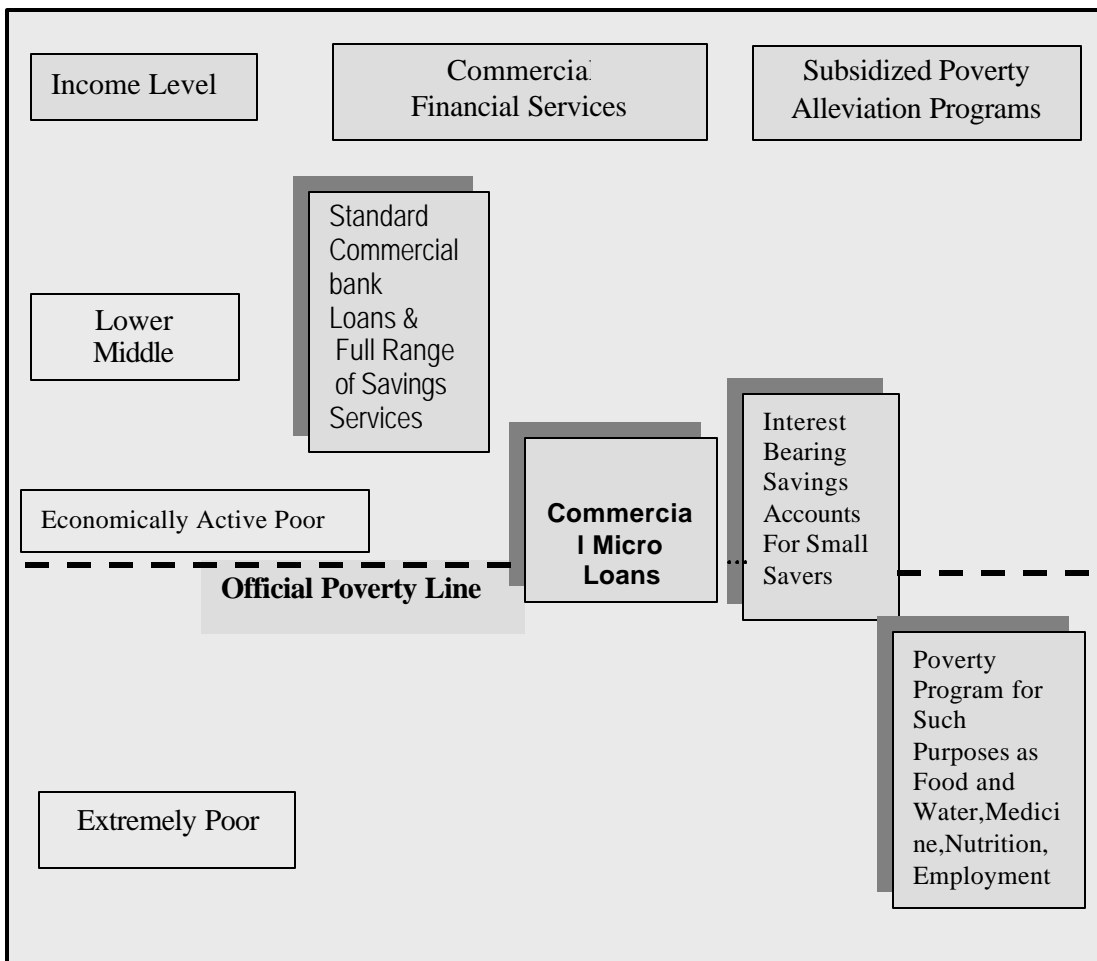 Income Level
Commercial
Financial Services
Subsidized Poverty
Alleviation Programs
Standard
Commercial
bank
Loans &
Full Range
of Savings
Services
Lower
Middle
Interest
Bearing
Savings
Accounts
For Small
Savers
Commercia
l Micro
Loans
Economically Active Poor
Official Poverty Line
Poverty
Program for
Such
Purposes as
Food and
Water,Medici
ne,Nutrition,
Employment
Extremely Poor